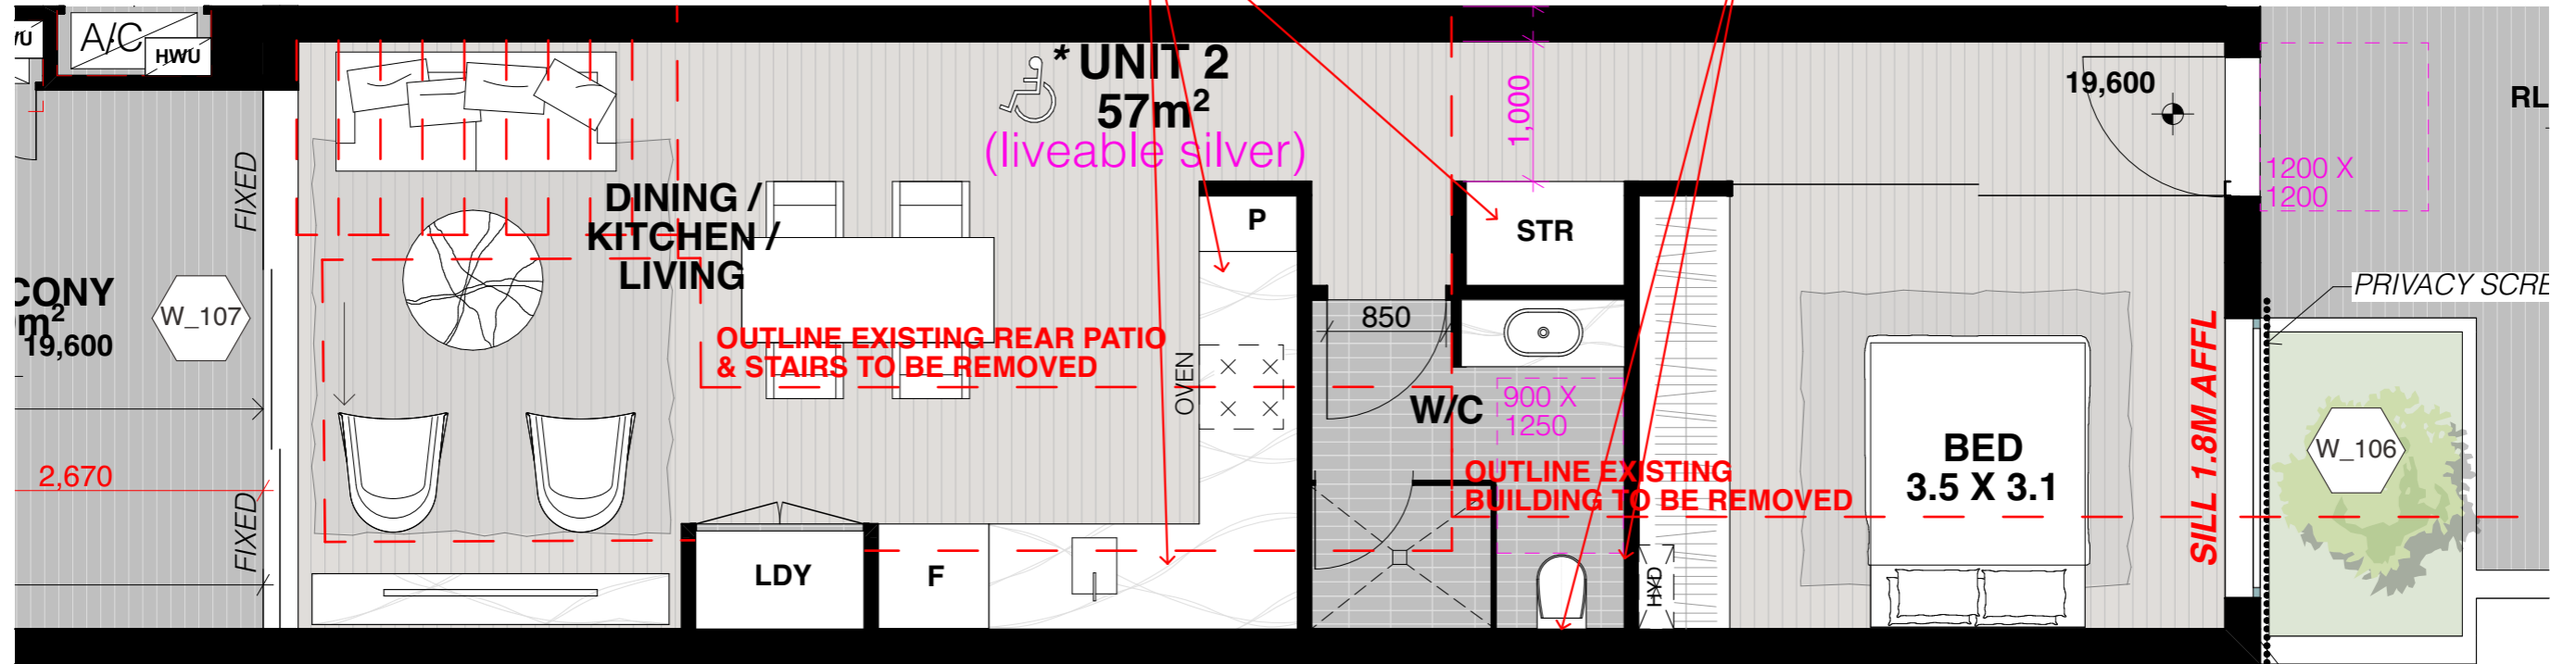 A/C
HWU
* UNIT 2
57m²
(liveable silver)
1,000
19,600
RL
1200 X
1200
FIXED
DINING /
KITCHEN /
LIVING
P
STR
PRIVACY SCRE
CONY
m²
19,600
W_107
OUTLINE EXISTING REAR PATIO
& STAIRS TO BE REMOVED
850
OVEN
W/C
900 X
1250
SILL 1.8M AFFL
W_106
BED
3.5 X 3.1
2,670
FIXED
OUTLINE EXISTING
BUILDING TO BE REMOVED
LDY
F
HYD